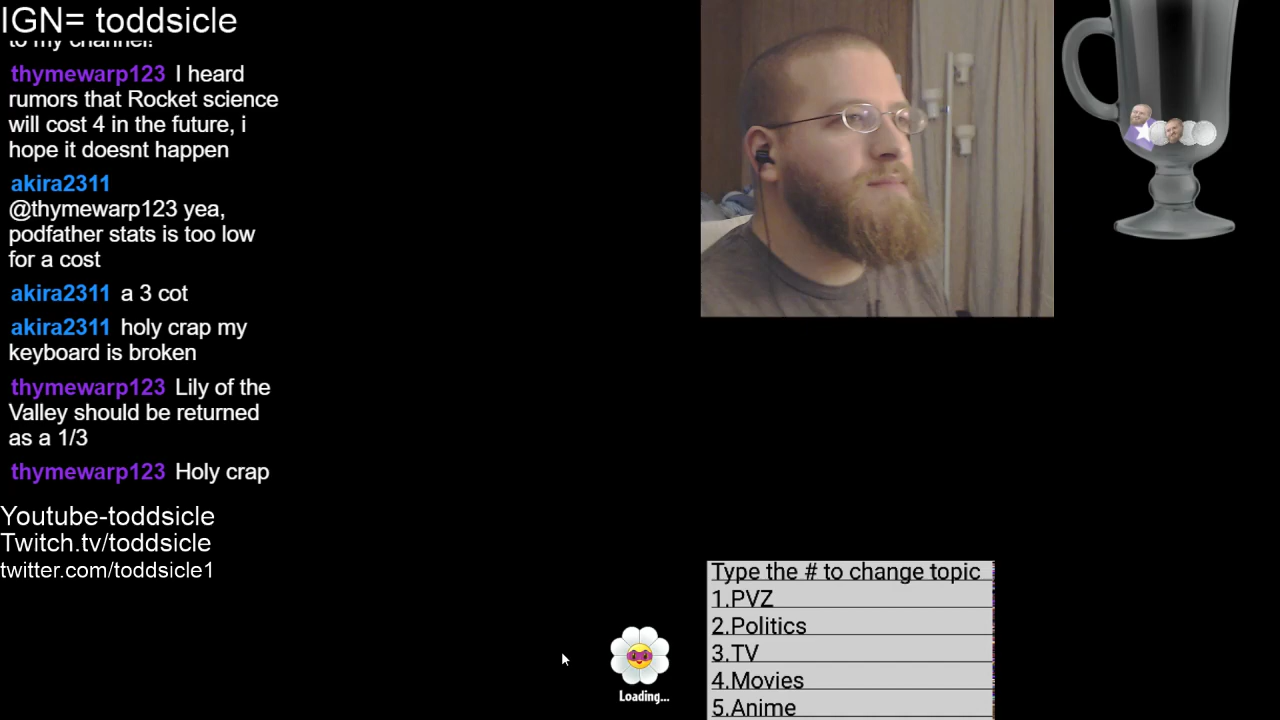 IGN= toddsicle
to my channel!
thymewarp123 I heard
rumors that Rocket science
will cost 4 in the future, i
hope it doesnt happen
akira2311
@thymewarp123 yea,
podfather stats is too low
for a cost
akira2311 a 3 cot
akira2311 holy crap my
keyboard is broken
thymewarp123 Lily of the
Valley should be returned
as a 1/3
thymewarp123 Holy crap
Youtube-toddsicle
Twitch.tv/toddsicle
twitter.com/toddsicle1
Loading...
Type the # to change topic
1.PVZ
2.Politics
3.TV
4.Movies
5.Anime